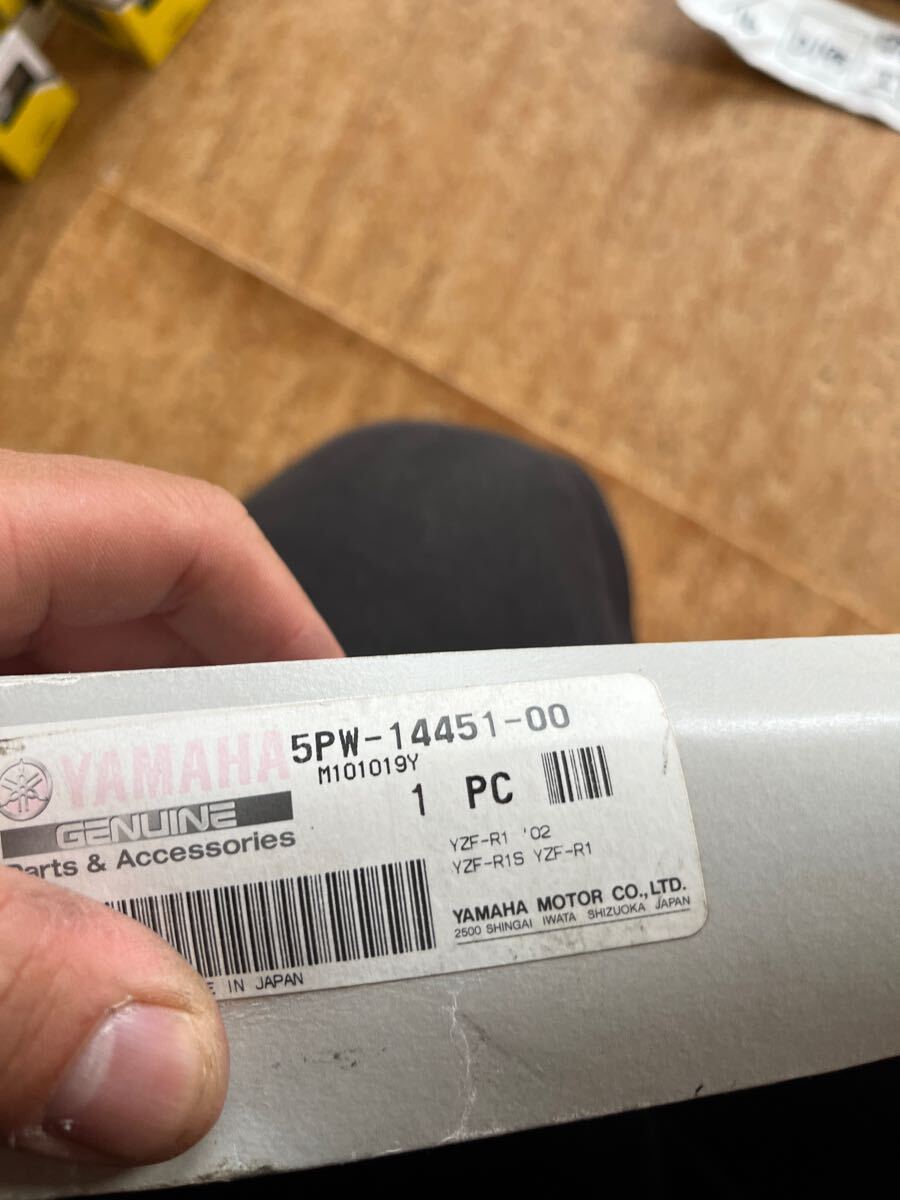 5PW-14451-00
YAMAHA
M101019Y
1 PC
GENUINE
Parts & Accessories
YZF-R1 '02
YZF-R1S YZF-R1
YAMAHA MOTOR CO., LTD.
2500 SHINGAI IWATA SHIZUOKA JAPAN
IN JAPAN